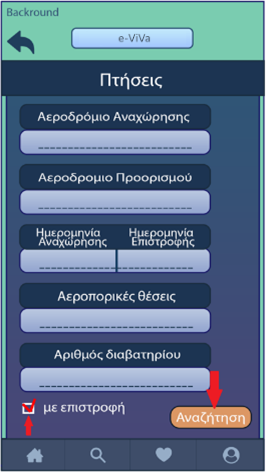 Backround
e-ViVa
Πτήσεις
Αεροδρόμιο Αναχώρησης
Αεροδρομιο Προορισμού
Ημερομηνία Αναχώρησης
Ημερομηνία Επιστροφής
Αεροπορικές θέσεις
Αριθμός διαβατηρίου
με επιστροφή
Αναζήτηση